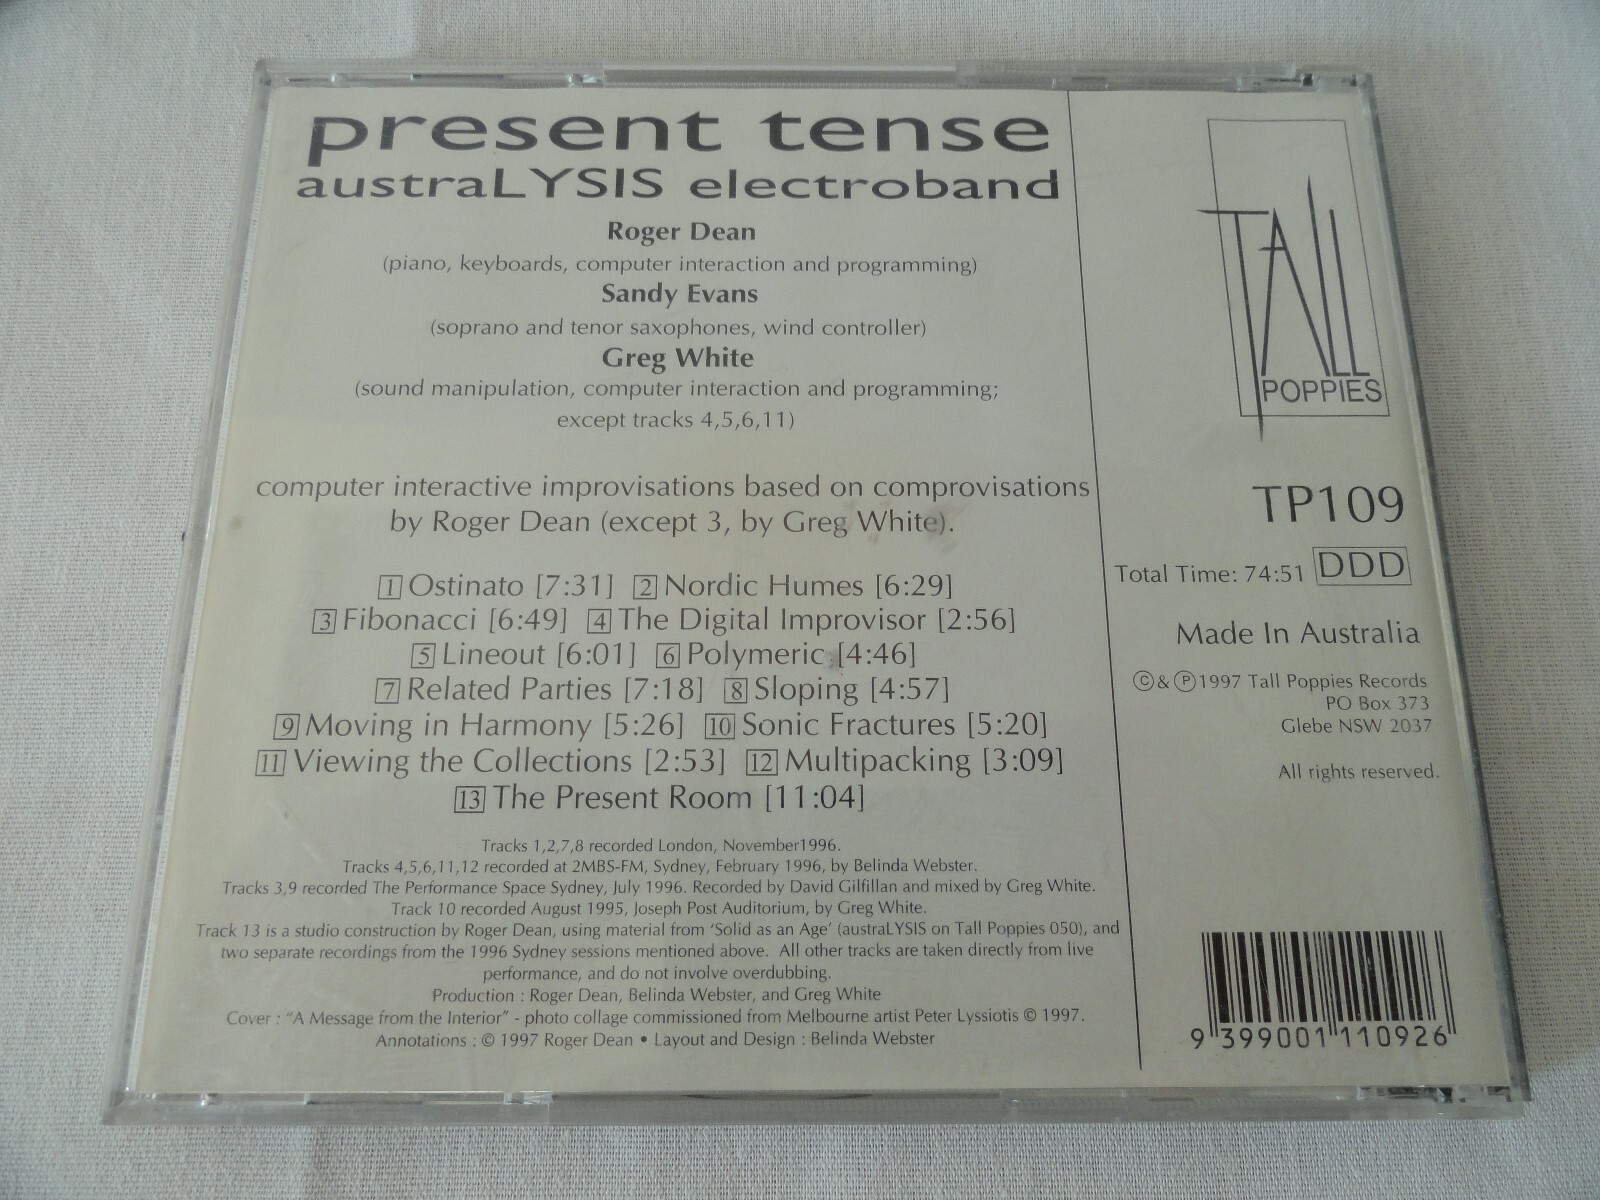 present tense
austraLYSIS electroband
Roger Dean
(piano, keyboards, computer interaction and programming)
Sandy Evans
(soprano and tenor saxophones, wind controller)
Greg White
(sound manipulation, computer interaction and programming;
except tracks 4,5,6,11)
computer interactive improvisations based on comprovisations
by Roger Dean (except 3, by Greg White).
1 Ostinato [7:31] 2 Nordic Humes [6:29]
3 Fibonacci [6:49] 4 The Digital Improvisor [2:56]
5 Lineout [6:01] 6 Polymeric [4:46]
7 Related Parties [7:18] 8 Sloping [4:57]
9 Moving in Harmony [5:26] 10 Sonic Fractures [5:20]
11 Viewing the Collections [2:53] 12 Multipacking [3:09]
13 The Present Room [11:04]
Tracks 1,2,7,8 recorded London, November1996.
Tracks 4,5,6,11,12 recorded at 2MBS-FM, Sydney, February 1996, by Belinda Webster.
Tracks 3,9 recorded The Performance Space Sydney, July 1996. Recorded by David Gilfillan and mixed by Greg White.
Track 10 recorded August 1995, Joseph Post Auditorium, by Greg White.
Track 13 is a studio construction by Roger Dean, using material from ‘Solid as an Age’ (austraLYSIS on Tall Poppies 050), and
two separate recordings from the 1996 Sydney sessions mentioned above. All other tracks are taken directly from live
performance, and do not involve overdubbing.
Production : Roger Dean, Belinda Webster, and Greg White
Cover : “A Message from the Interior” - photo collage commissioned from Melbourne artist Peter Lyssiotis © 1997.
Annotations : © 1997 Roger Dean • Layout and Design : Belinda Webster
TALL
POPPIES
TP109
Total Time: 74:51 DDD
Made In Australia
©& ℗1997 Tall Poppies Records
PO Box 373
Glebe NSW 2037
All rights reserved.
9 399001 110926